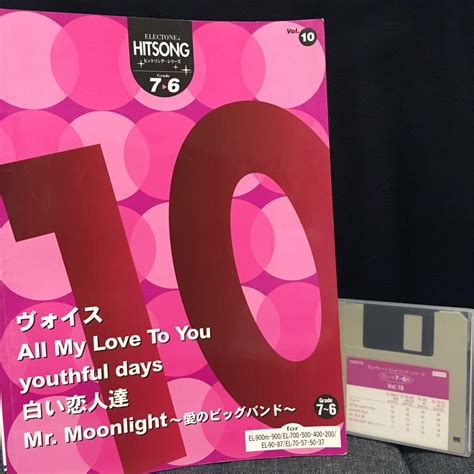 ELECTONE
HITSONG
ヒットソング・シリーズ
Grade
7▶6
Vol. 10
10
ヴォイス
All My Love To You
youthful days
白い恋人達
Mr. Moonlight〜愛のビッグバンド〜
Grade
7~6
for
EL-900m・900/EL-700・500・400・200/
EL-90・87/EL-70・57・50・37
Vol. 10